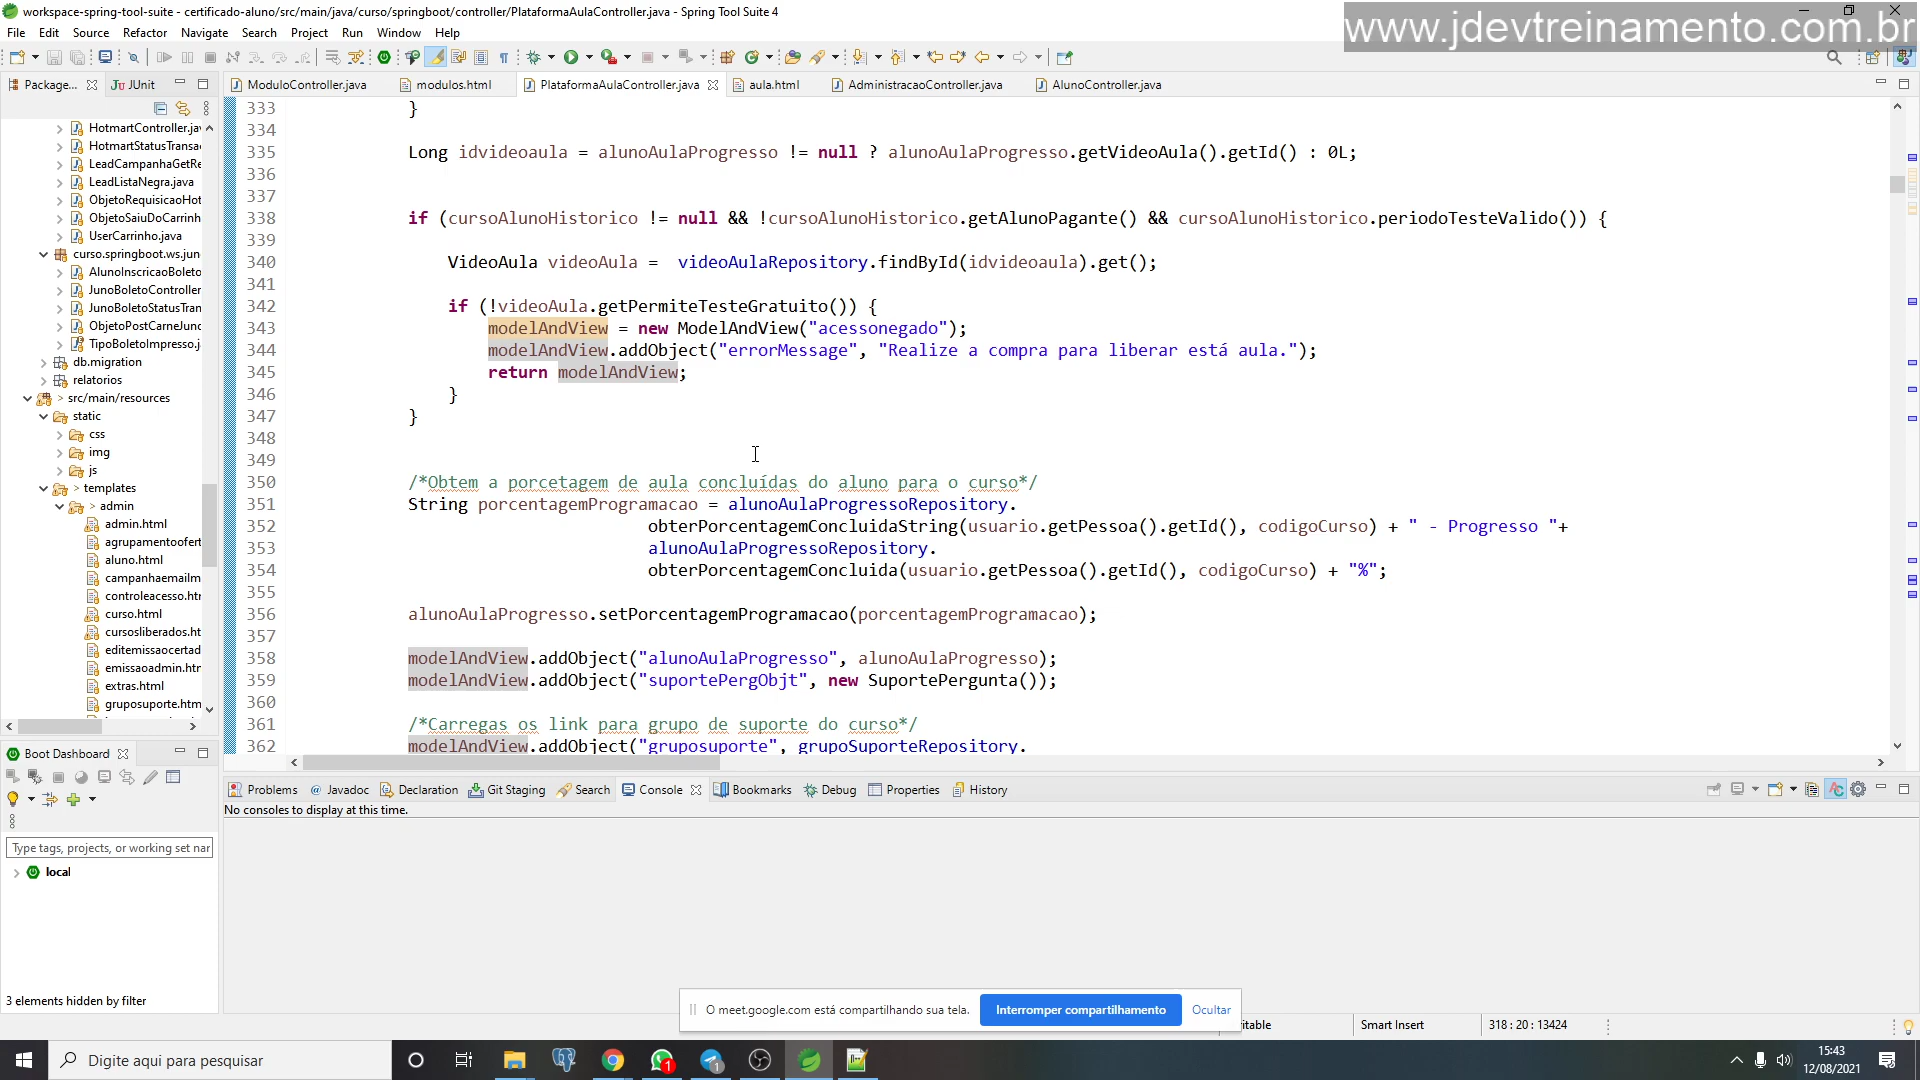 workspace-spring-tool-suite - certificado-aluno/src/main/java/curso/springboot/controller/PlataformaAulaController.java - Spring Tool Suite 4
www.jdevtreinamento.com.br
File Edit Source Refactor Navigate Search Project Run Window Help
Package... JUnit
ModuloController.java modulos.html PlataformaAulaController.java aula.html AdministracaoController.java AlunoController.java
HotmartController.jav
HotmartStatusTransa
LeadCampanhaGetRe
LeadListaNegra.java
ObjetoRequisicaoHot
ObjetoSaiuDoCarrinh
UserCarrinho.java
curso.springboot.ws.jun
AlunoInscricaoBoleto
JunoBoletoController
JunoBoletoStatusTran
ObjetoPostCarneJunc
TipoBoletoImpresso.j
db.migration
relatorios
> src/main/resources
static
css
img
js
> templates
> admin
admin.html
agrupamentoofert
aluno.html
campanhaemailm
controleacesso.htr
curso.html
cursosliberados.ht
editemissaocertad
emissaoadmin.htr
extras.html
gruposuporte.htm
333 }
334
335 Long idvideoaula = alunoAulaProgresso != null ? alunoAulaProgresso.getVideoAula().getId() : 0L;
336
337
338 if (cursoAlunoHistorico != null && !cursoAlunoHistorico.getAlunoPagante() && cursoAlunoHistorico.periodoTesteValido()) {
339
340 VideoAula videoAula = videoAulaRepository.findById(idvideoaula).get();
341
342 if (!videoAula.getPermiteTesteGratuito()) {
343 modelAndView = new ModelAndView("acessonegado");
344 modelAndView.addObject("errorMessage", "Realize a compra para liberar está aula.");
345 return modelAndView;
346 }
347 }
348
349
350 /*Obtem a porcetagem de aula concluídas do aluno para o curso*/
351 String porcentagemProgramacao = alunoAulaProgressoRepository.
352 obterPorcentagemConcluidaString(usuario.getPessoa().getId(), codigoCurso) + " - Progresso "+
353 alunoAulaProgressoRepository.
354 obterPorcentagemConcluida(usuario.getPessoa().getId(), codigoCurso) + "%";
355
356 alunoAulaProgresso.setPorcentagemProgramacao(porcentagemProgramacao);
357
358 modelAndView.addObject("alunoAulaProgresso", alunoAulaProgresso);
359 modelAndView.addObject("suportePergObjt", new SuportePergunta());
360
361 /*Carregas os link para grupo de suporte do curso*/
362 modelAndView.addObject("gruposuporte", grupoSuporteRepository.
Boot Dashboard
Type tags, projects, or working set nar
local
3 elements hidden by filter
Problems Javadoc Declaration Git Staging Search Console Bookmarks Debug Properties History
No consoles to display at this time.
O meet.google.com está compartilhando sua tela. Interromper compartilhamento Ocultar
itable Smart Insert 318 : 20 : 13424
Digite aqui para pesquisar
1
1
15:43
12/08/2021